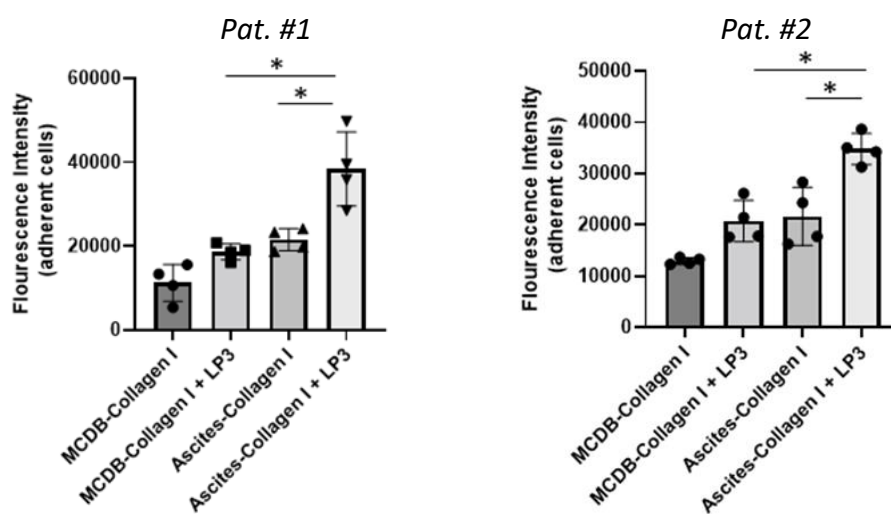 Pat. #1
Flourescence Intensity
(adherent cells)
60000
40000
20000
0
*
*
MCDB-Collagen I
MCDB-Collagen I + LP3
Ascites-Collagen I
Ascites-Collagen I + LP3
Pat. #2
Flourescence Intensity
(adherent cells)
50000
40000
30000
20000
10000
0
*
*
MCDB-Collagen I
MCDB-Collagen I + LP3
Ascites-Collagen I
Ascites-Collagen I + LP3